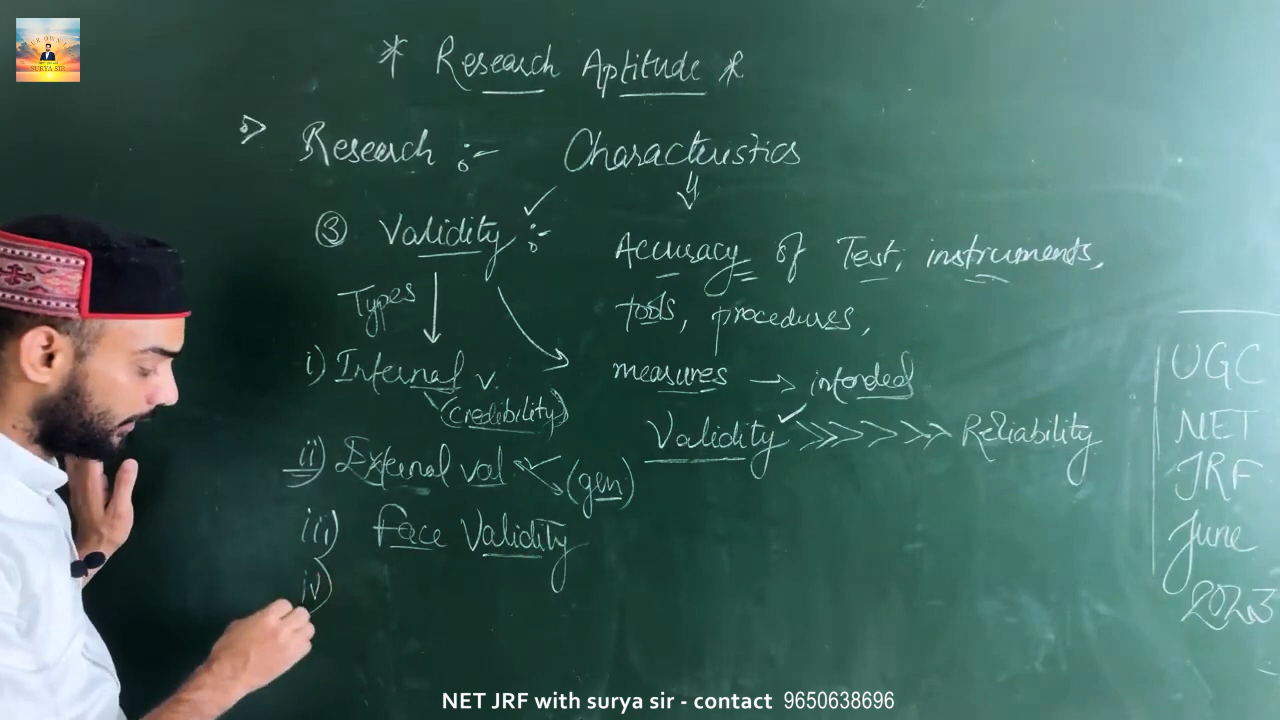 * Research Aptitude *
Research :- Characteristics
③ Validity :-
Accuracy of Test, instruments,
tools, procedures,
measures → intended
Validity >>>>> Reliability
Types
i) Internal v.
(credibility)
ii) External val (gen)
iii) Face Validity
iv)
UGC
NET
JRF
June
2023
SURYA SIR
NET JRF with surya sir - contact 9650638696